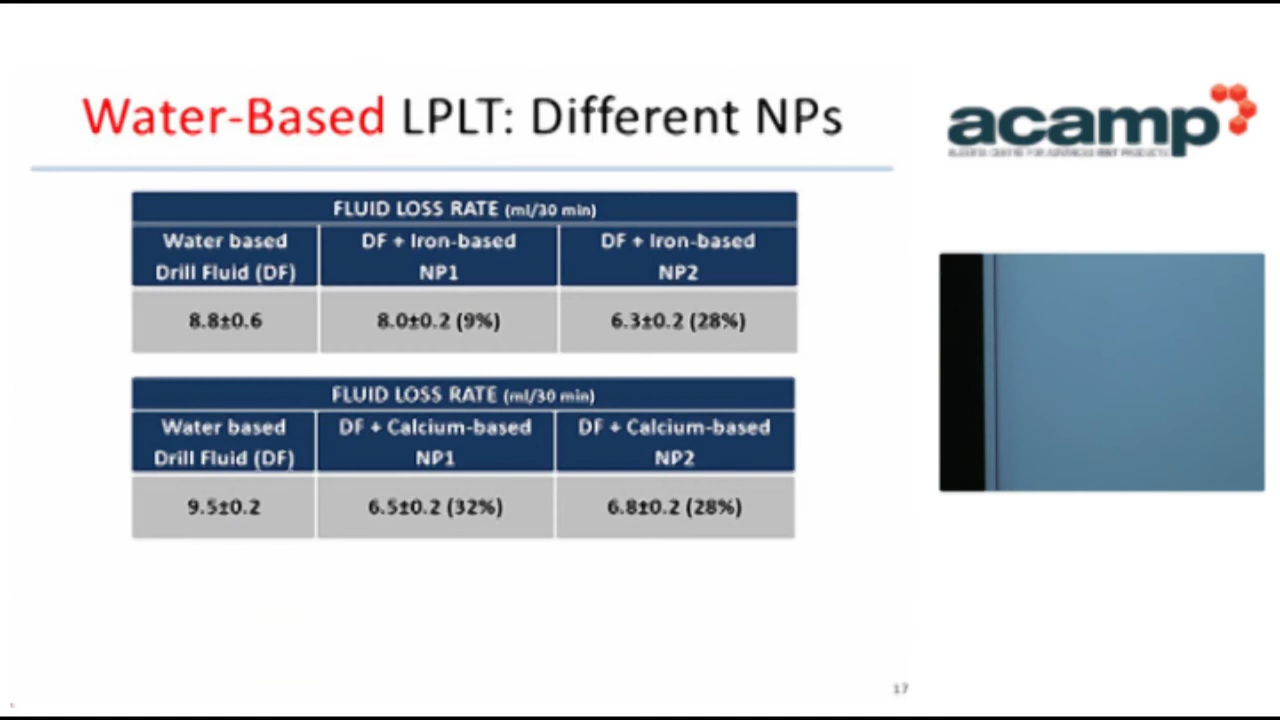 Water-Based LPLT: Different NPs
acamp
ALBERTA CENTRE FOR ADVANCED MNT PRODUCTS
FLUID LOSS RATE (ml/30 min)
Water based Drill Fluid (DF)
DF + Iron-based NP1
DF + Iron-based NP2
8.8±0.6
8.0±0.2 (9%)
6.3±0.2 (28%)
FLUID LOSS RATE (ml/30 min)
Water based Drill Fluid (DF)
DF + Calcium-based NP1
DF + Calcium-based NP2
9.5±0.2
6.5±0.2 (32%)
6.8±0.2 (28%)
17